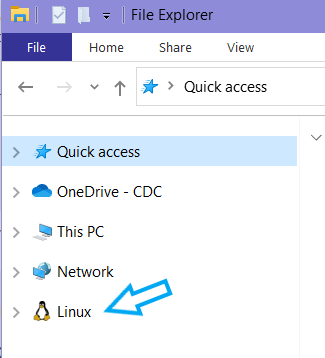 File Explorer
File
Home
Share
View
Quick access
Quick access
OneDrive - CDC
This PC
Network
Linux